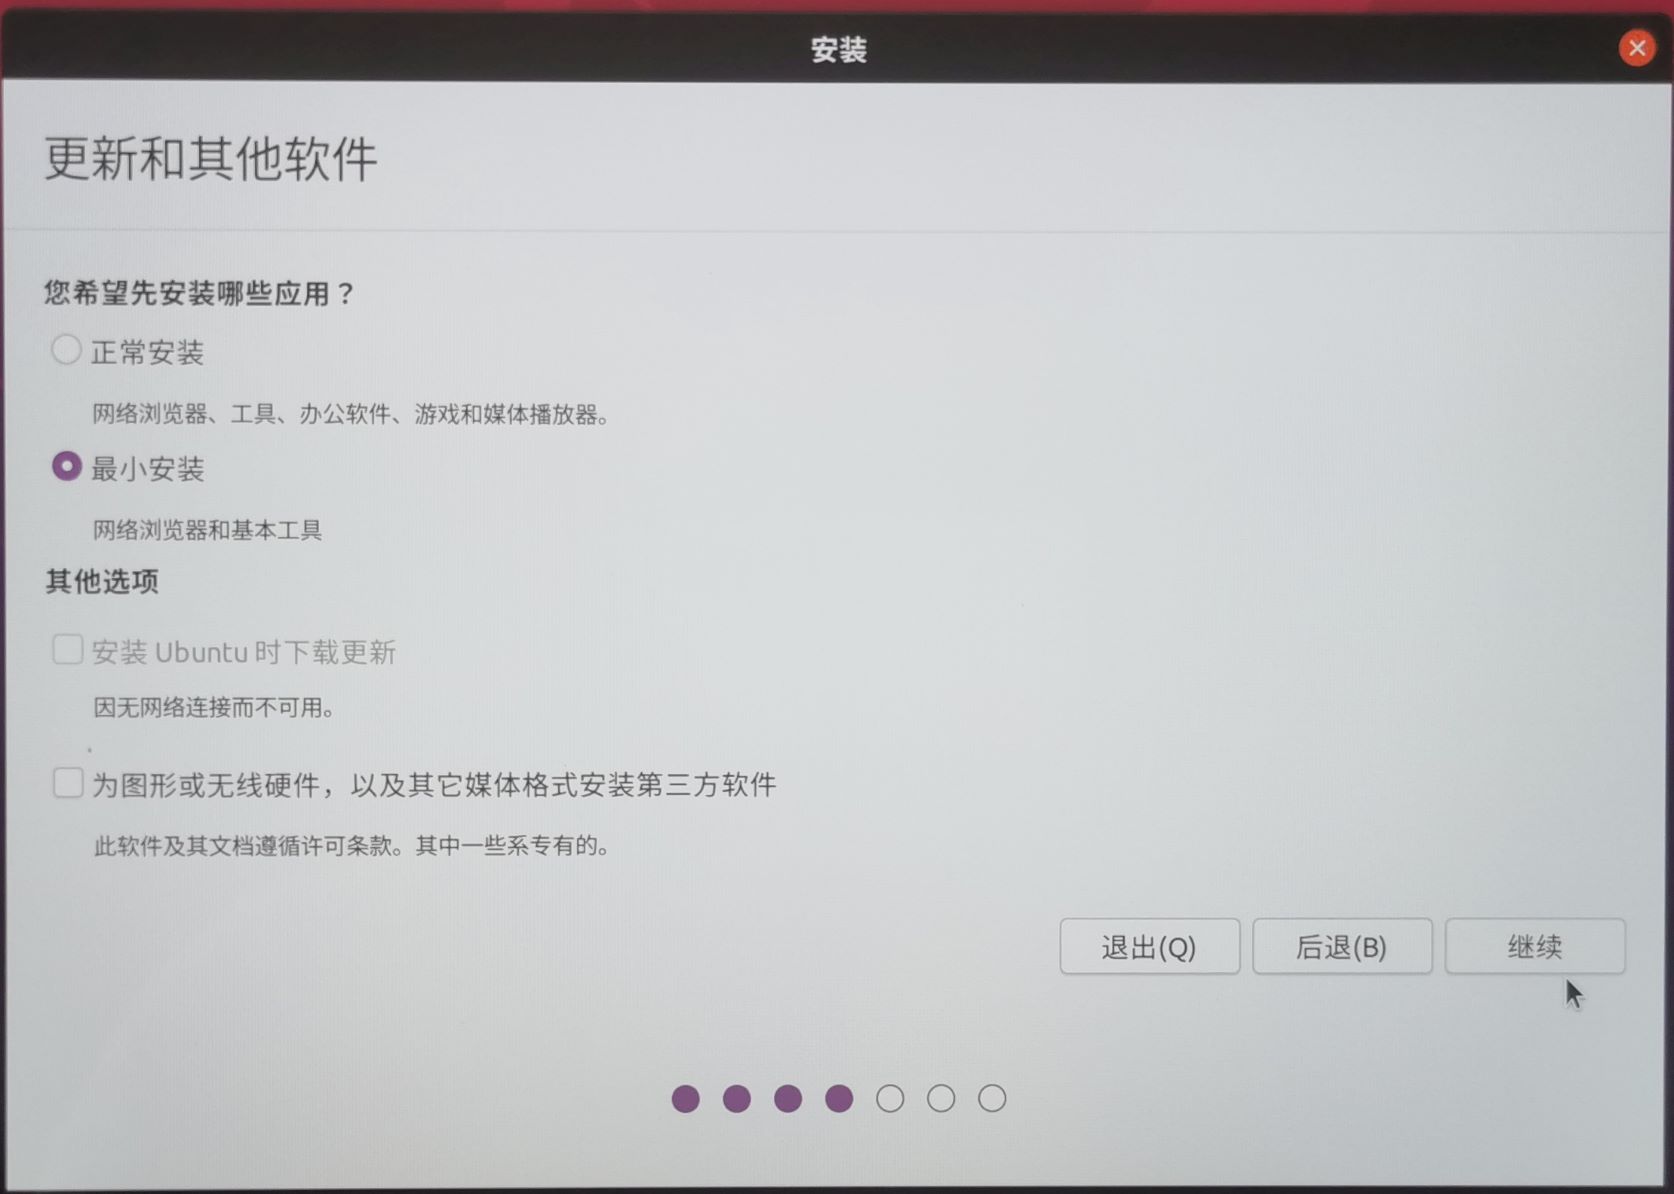 安装
更新和其他软件
您希望先安装哪些应用？
正常安装
网络浏览器、工具、办公软件、游戏和媒体播放器。
最小安装
网络浏览器和基本工具
其他选项
安装 Ubuntu 时下载更新
因无网络连接而不可用。
为图形或无线硬件，以及其它媒体格式安装第三方软件
此软件及其文档遵循许可条款。其中一些系专有的。
退出(Q) 后退(B) 继续